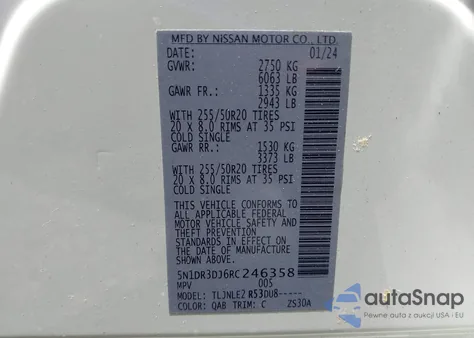 MFD BY NISSAN MOTOR CO., LTD.
DATE: 01/24
GVWR: 2750 KG
6063 LB
GAWR FR.: 1335 KG
2943 LB
WITH 255/50R20 TIRES
20 X 8.0 RIMS AT 35 PSI
COLD SINGLE
GAWR RR.: 1530 KG
3373 LB
WITH 255/50R20 TIRES
20 X 8.0 RIMS AT 35 PSI
COLD SINGLE
THIS VEHICLE CONFORMS TO
ALL APPLICABLE FEDERAL
MOTOR VEHICLE SAFETY
AND THEFT PREVENTION
STANDARDS IN EFFECT ON
THE DATE OF MANUFACTURE
SHOWN ABOVE.
5N1DR3DJ6RC246358
MPV 005
MODEL: TLJNLE2 R53DU8-----
COLOR: QAB TRIM: C ZS3DA
autoSnap
Pewne auta z aukcji w USA i EU